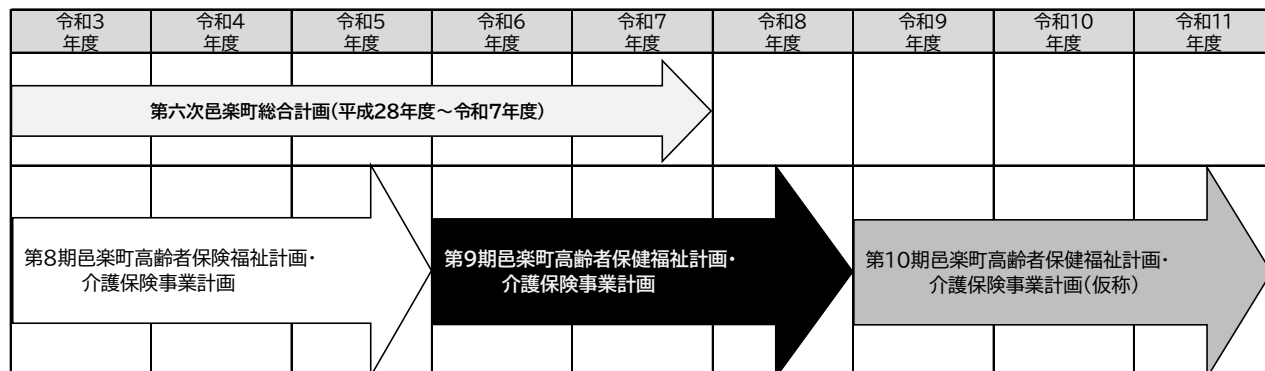 令和3
年度
令和4
年度
令和5
年度
令和6
年度
令和7
年度
令和8
年度
令和9
年度
令和10
年度
令和11
年度
第六次邑楽町総合計画(平成28年度～令和7年度)
第8期邑楽町高齢者保険福祉計画・
介護保険事業計画
第9期邑楽町高齢者保健福祉計画・
介護保険事業計画
第10期邑楽町高齢者保健福祉計画・
介護保険事業計画(仮称)